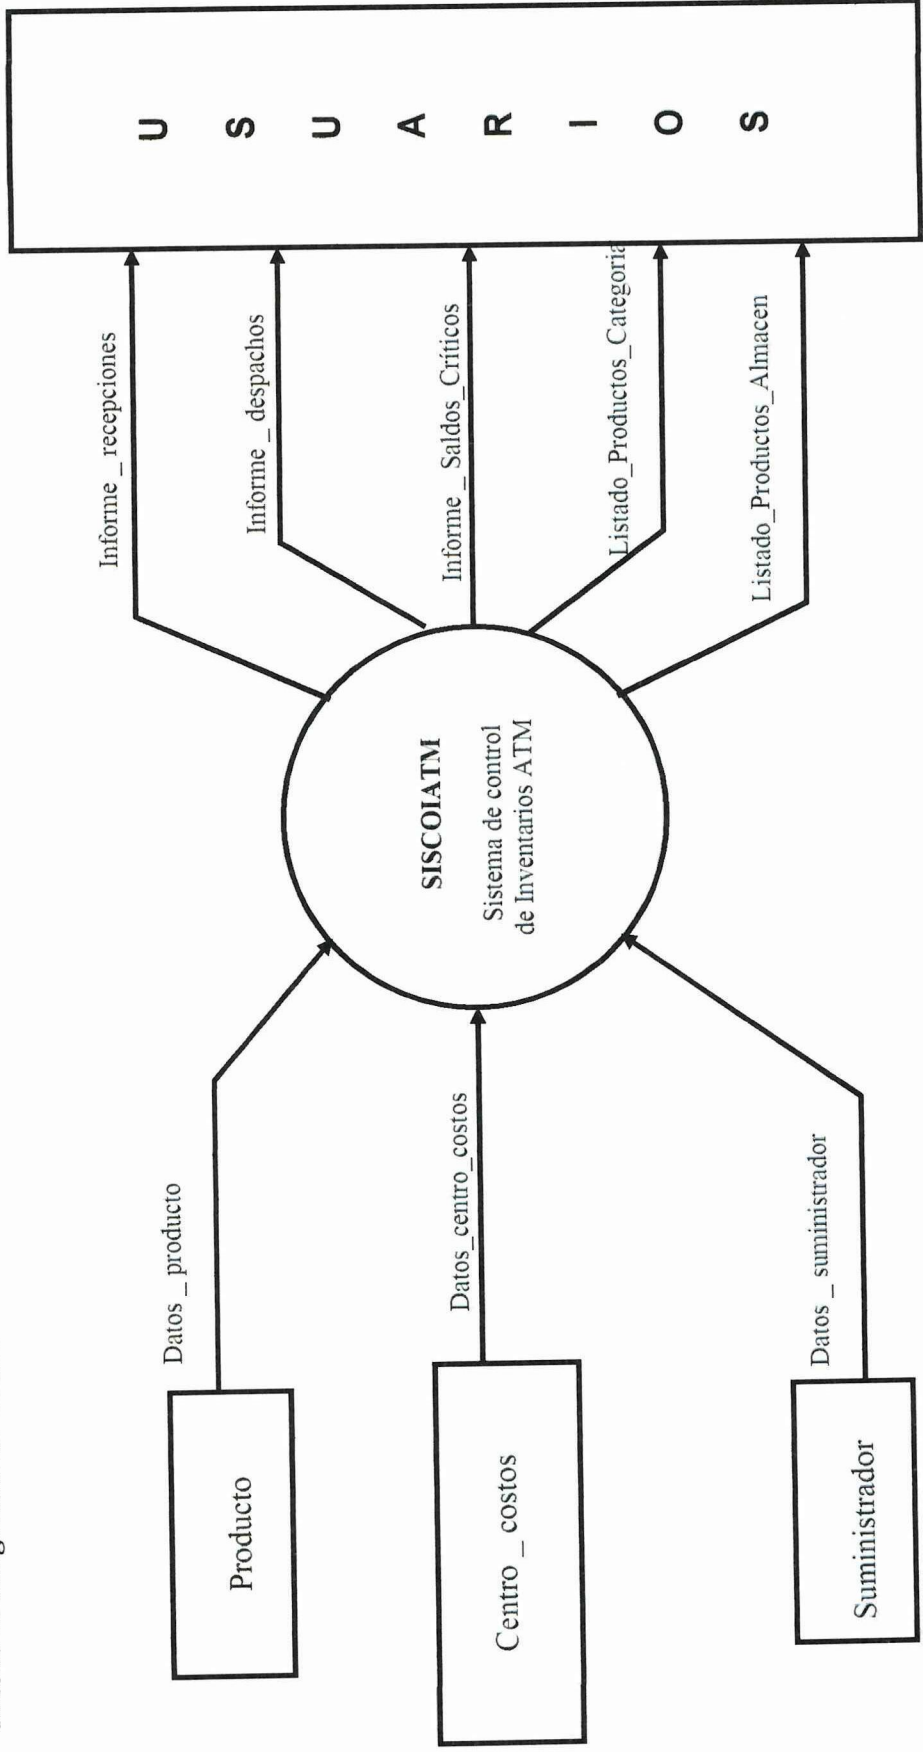 Producto
Datos _ producto
Centro _ costos
Datos_centro_costos
Suministrador
Datos _ suministrador
SISCOIATM
Sistema de control
de Inventarios ATM
Informe _ recepciones
Informe _ despachos
Informe _ Saldos_Críticos
Listado_Productos_Categoria
Listado_Productos_Almacen
U S U A R I O S